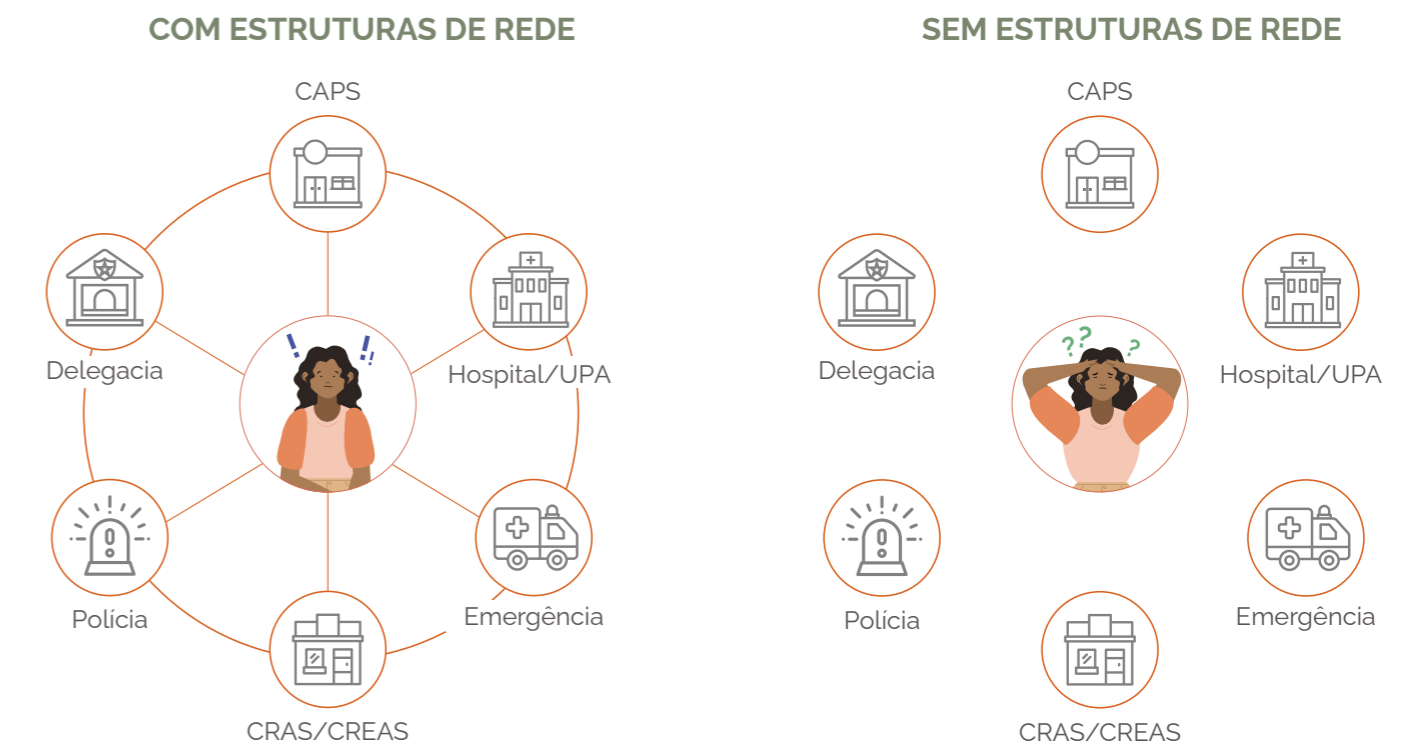 COM ESTRUTURAS DE REDE
CAPS
Delegacia
Hospital/UPA
!
!!
Polícia
Emergência
CRAS/CREAS
SEM ESTRUTURAS DE REDE
CAPS
Delegacia
Hospital/UPA
??
?
Polícia
Emergência
CRAS/CREAS